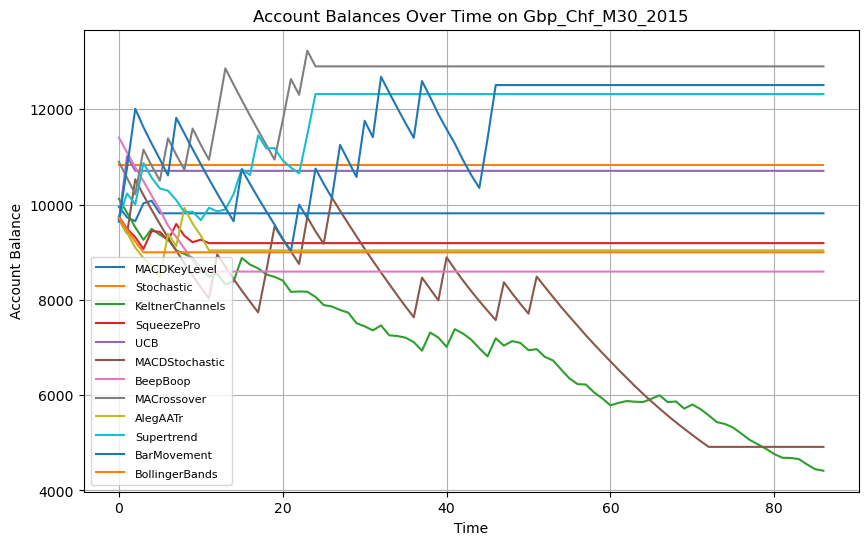 Account Balances Over Time on Gbp_Chf_M30_2015
Account Balance
12000
10000
8000
6000
4000
MACDKeyLevel
Stochastic
KeltnerChannels
SqueezePro
UCB
MACDStochastic
BeepBoop
MACrossover
AlegAATr
Supertrend
BarMovement
BollingerBands
0
20
40
60
80
Time